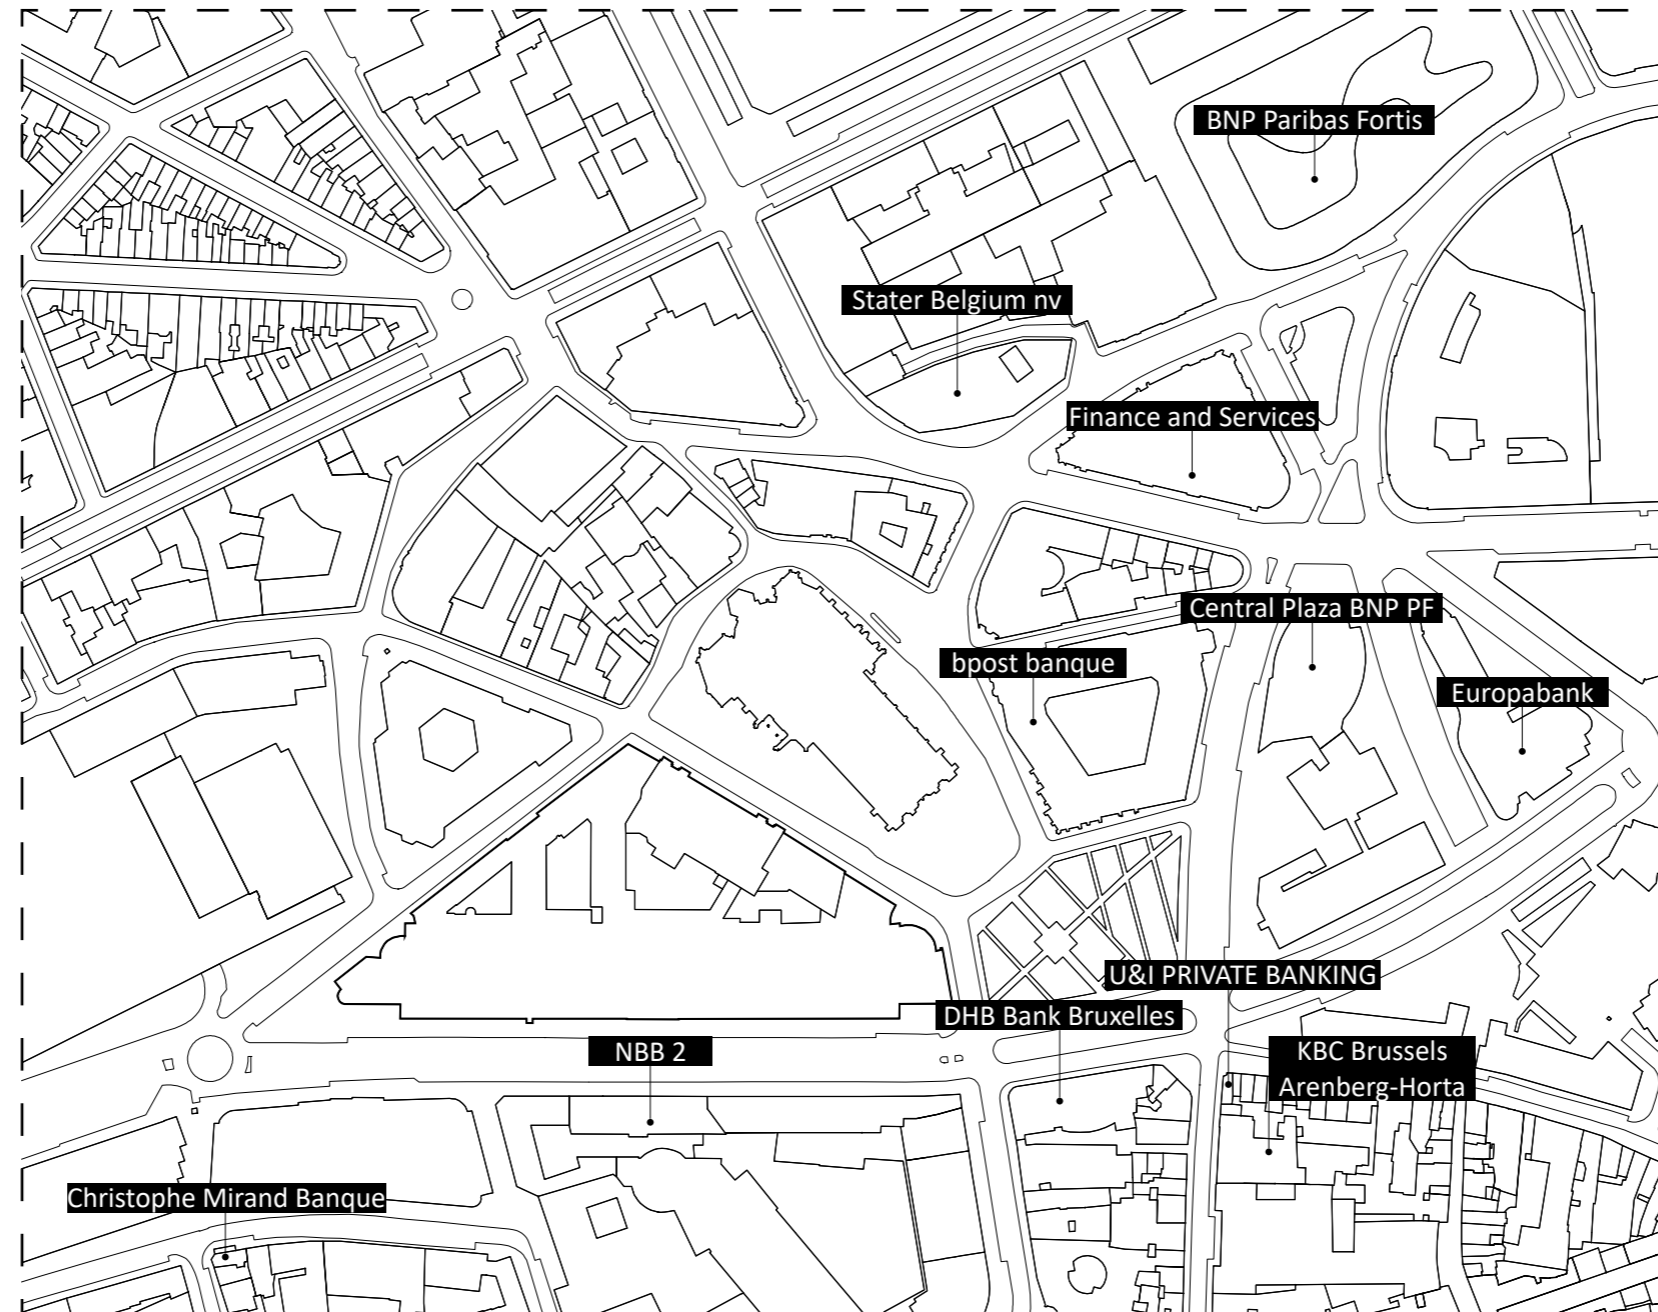 BNP Paribas Fortis
Stater Belgium nv
Finance and Services
Central Plaza BNP PF
bpost banque
Europabank
U&I PRIVATE BANKING
DHB Bank Bruxelles
NBB 2
KBC Brussels
Arenberg-Horta
Christophe Mirand Banque